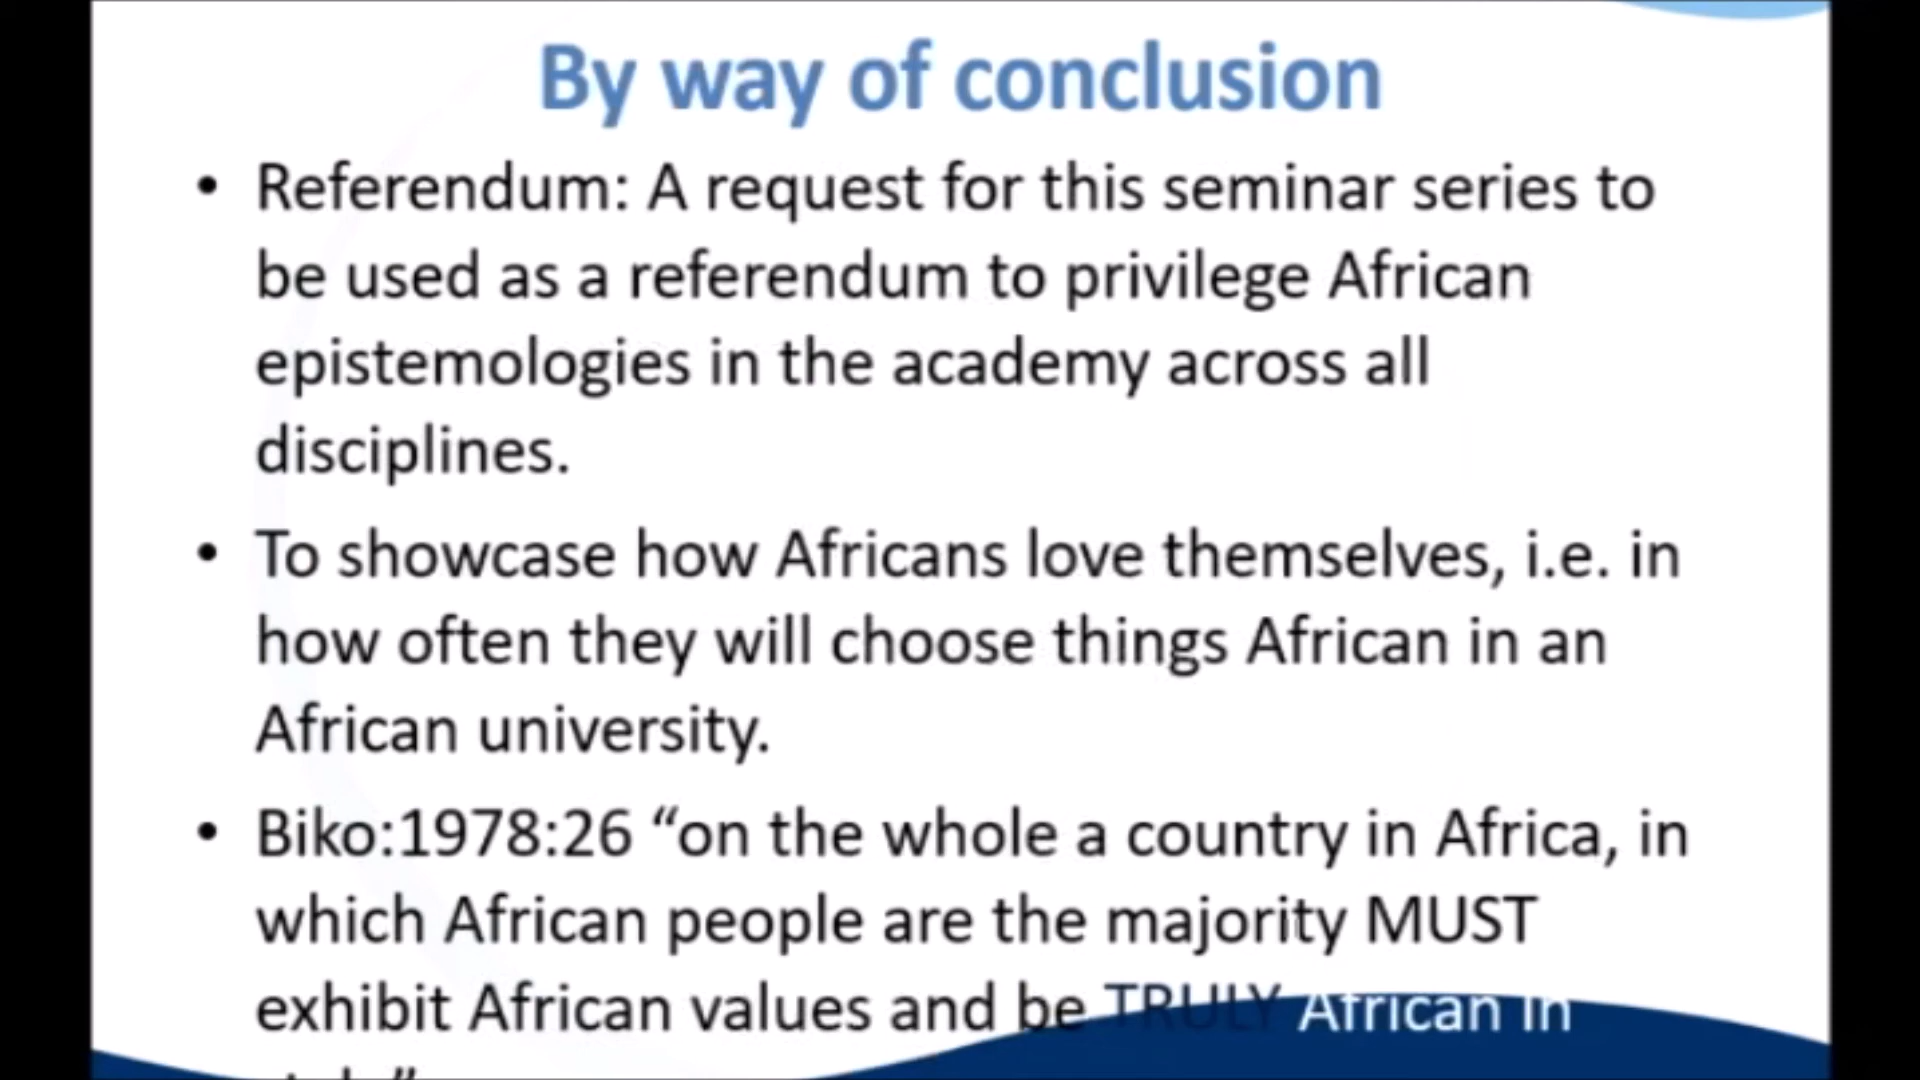 By way of conclusion
• Referendum: A request for this seminar series to
be used as a referendum to privilege African
epistemologies in the academy across all
disciplines.
• To showcase how Africans love themselves, i.e. in
how often they will choose things African in an
African university.
• Biko:1978:26 “on the whole a country in Africa, in
which African people are the majority MUST
exhibit African values and be TRULY African in